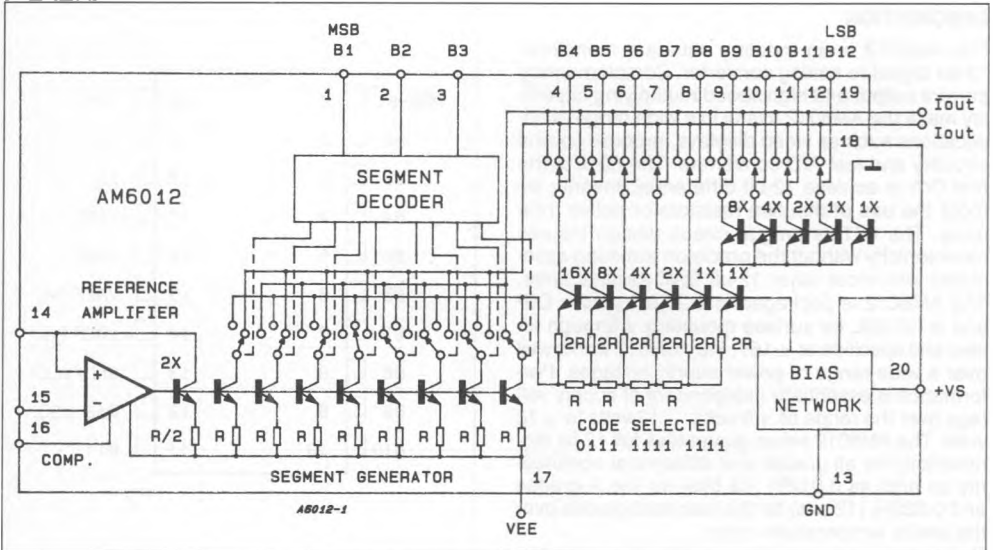 MSB LSB
B1 B2 B3 B4 B5 B6 B7 B8 B9 B10 B11 B12
1 2 3 4 5 6 7 8 9 10 11 12 19
Iout
Iout
18
SEGMENT
DECODER
AM6012
8X 4X 2X 1X 1X
16X 8X 4X 2X 1X 1X
REFERENCE
AMPLIFIER
14
2X
2R 2R 2R 2R 2R 2R
BIAS
20
+VS
+
-
15
16
COMP.
R/2 R R R R R R R R
R R R R
CODE SELECTED
0111 1111 1111
SEGMENT GENERATOR
17
13
A6012-1
VEE
GND